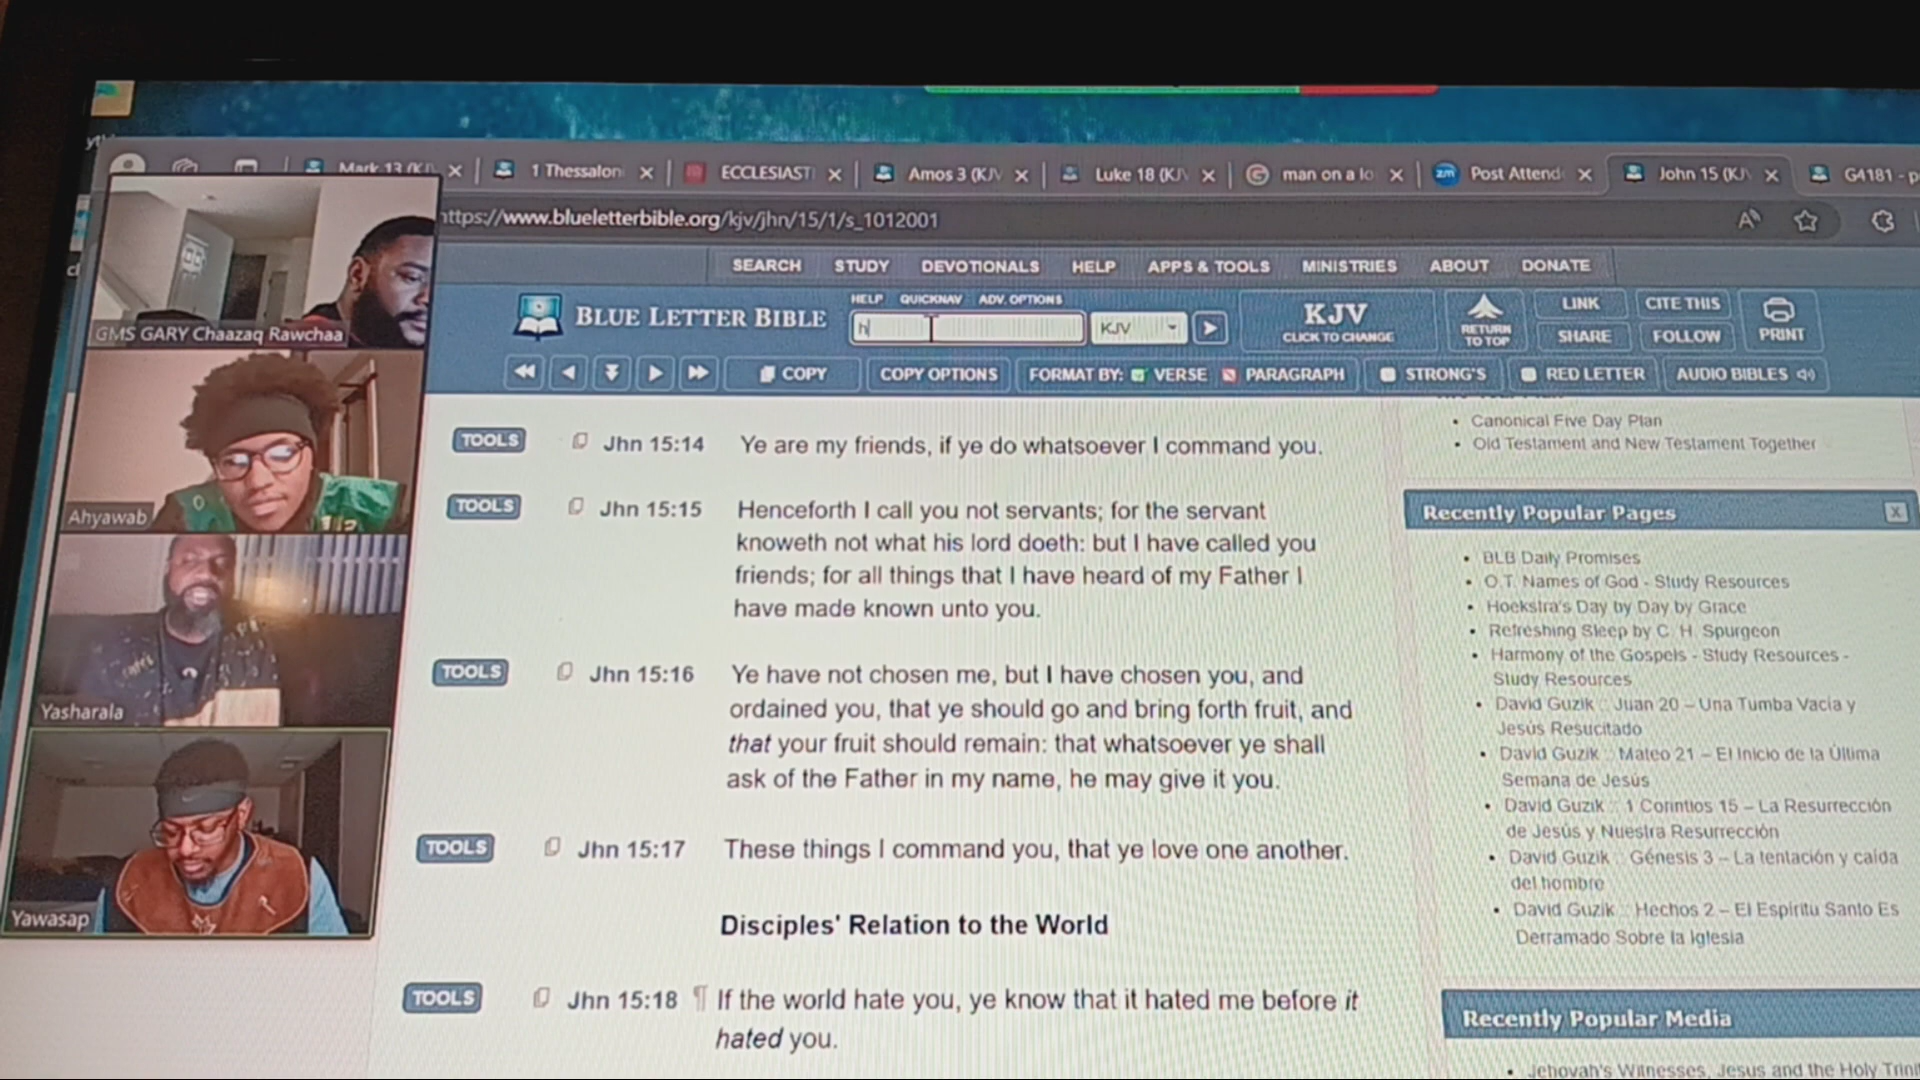 Mark 13 (KJV
1 Thessalon
ECCLESIAST
Amos 3 (KJV
Luke 18 (KJV
man on a lo
Post Attend
John 15 (KJV
G4181 - p
https://www.blueletterbible.org/kjv/jhn/15/1/s_1012001
SEARCH STUDY DEVOTIONALS HELP APPS & TOOLS MINISTRIES ABOUT DONATE
BLUE LETTER BIBLE
HELP QUICKNAV ADV. OPTIONS
h
KJV
KJV
CLICK TO CHANGE
RETURN
TO TOP
LINK
CITE THIS
SHARE
FOLLOW
PRINT
COPY
COPY OPTIONS
FORMAT BY: VERSE PARAGRAPH
STRONG'S
RED LETTER
AUDIO BIBLES
GMS GARY Chaazaq Rawchaa
Ahyawab
Yasharala
Yawasap
TOOLS Jhn 15:14 Ye are my friends, if ye do whatsoever I command you.
TOOLS Jhn 15:15 Henceforth I call you not servants; for the servant
knoweth not what his lord doeth: but I have called you
friends; for all things that I have heard of my Father I
have made known unto you.
TOOLS Jhn 15:16 Ye have not chosen me, but I have chosen you, and
ordained you, that ye should go and bring forth fruit, and
that your fruit should remain: that whatsoever ye shall
ask of the Father in my name, he may give it you.
TOOLS Jhn 15:17 These things I command you, that ye love one another.
Disciples' Relation to the World
TOOLS Jhn 15:18 ¶ If the world hate you, ye know that it hated me before it
hated you.
Canonical Five Day Plan
Old Testament and New Testament Together
Recently Popular Pages
BLB Daily Promises
O.T. Names of God - Study Resources
Hoekstra's Day by Day by Grace
Refreshing Sleep by C. H. Spurgeon
Harmony of the Gospels - Study Resources -
Study Resources
David Guzik :: Juan 20 – Una Tumba Vacía y
Jesús Resucitado
David Guzik :: Mateo 21 – El Inicio de la Última
Semana de Jesús
David Guzik :: 1 Corintios 15 – La Resurrección
de Jesús y Nuestra Resurrección
David Guzik :: Génesis 3 – La tentación y caída
del hombre
David Guzik :: Hechos 2 – El Espíritu Santo Es
Derramado Sobre la Iglesia
Recently Popular Media
Jehovah's Witnesses, Jesus and the Holy Trini